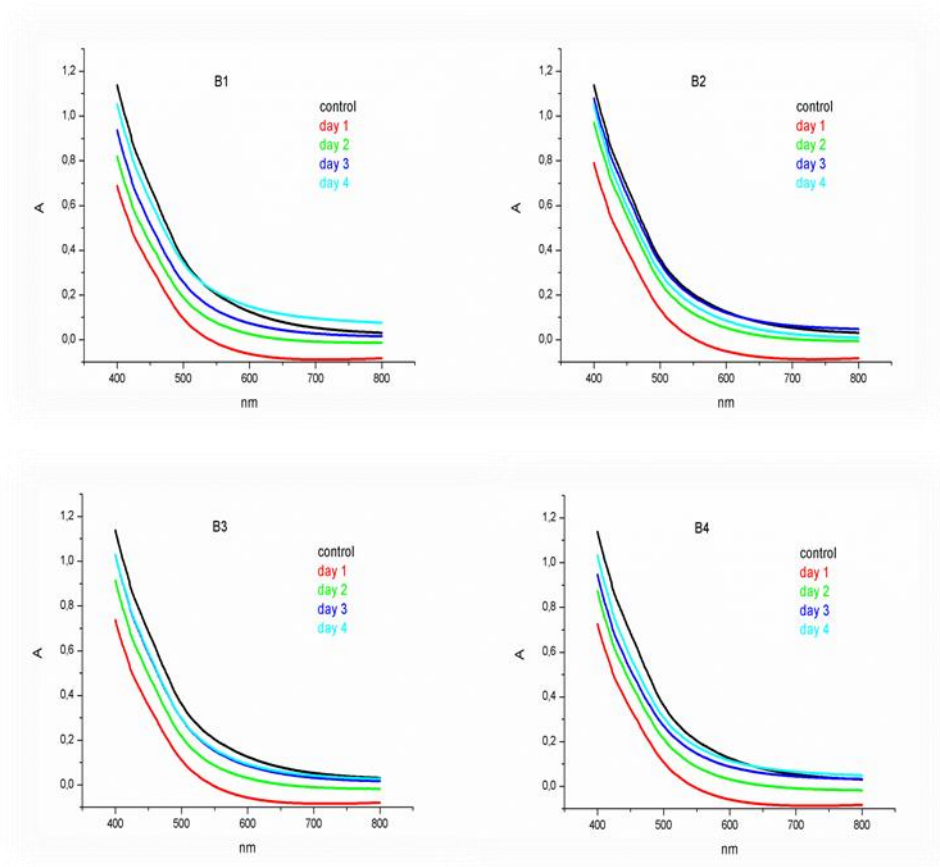 B1
control
day 1
day 2
day 3
day 4
1,2
1,0
0,8
0,6
0,4
0,2
0,0
A
400 500 600 700 800
nm
B2
control
day 1
day 2
day 3
day 4
1,2
1,0
0,8
0,6
0,4
0,2
0,0
A
400 500 600 700 800
nm
B3
control
day 1
day 2
day 3
day 4
1,2
1,0
0,8
0,6
0,4
0,2
0,0
A
400 500 600 700 800
nm
B4
control
day 1
day 2
day 3
day 4
1,2
1,0
0,8
0,6
0,4
0,2
0,0
A
400 500 600 700 800
nm